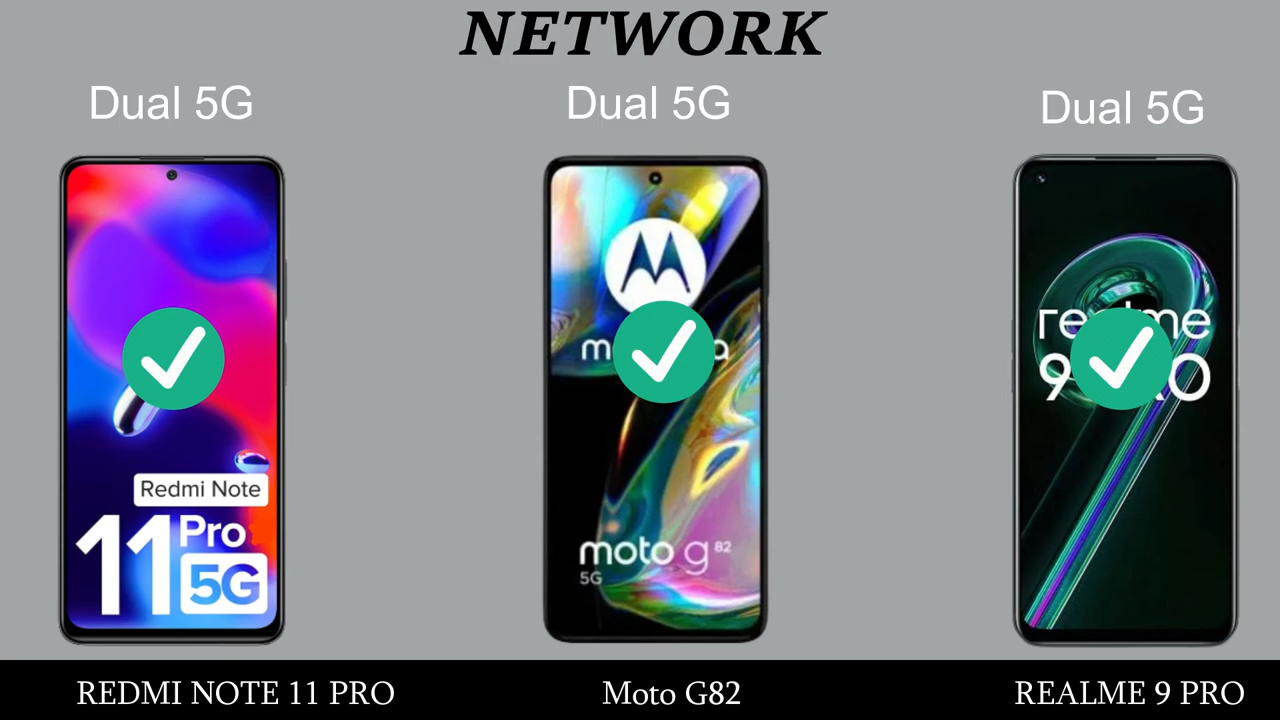 NETWORK
Dual 5G
Dual 5G
Dual 5G
Redmi Note
11 Pro
5G
moto g 82
5G
REDMI NOTE 11 PRO
Moto G82
REALME 9 PRO